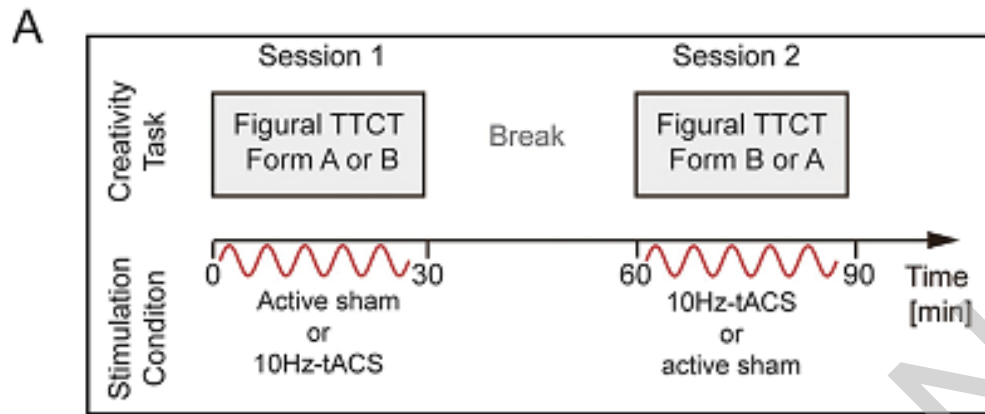 A
Session 1
Session 2
Creativity
Task
Figural TTCT
Form A or B
Break
Figural TTCT
Form B or A
Stimulation
Conditon
0
30
60
90
Time
[min]
Active sham
or
10Hz-tACS
10Hz-tACS
or
active sham